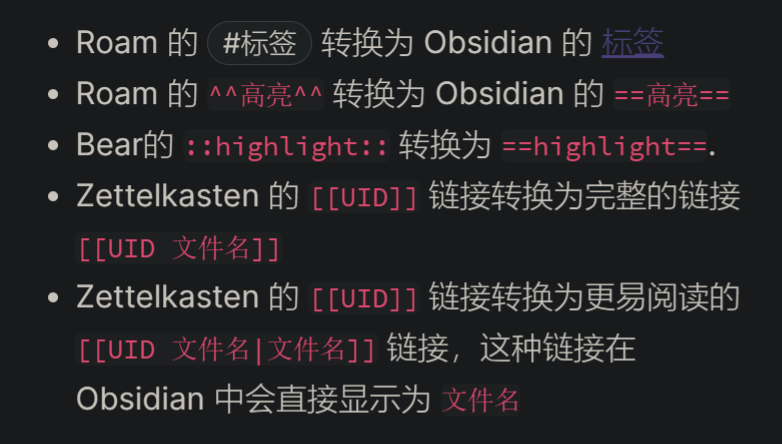 • Roam 的 #标签 转换为 Obsidian 的 标签
• Roam 的 ^^高亮^^ 转换为 Obsidian 的 ==高亮==
• Bear的 ::highlight:: 转换为 ==highlight==.
• Zettelkasten 的 [[UID]] 链接转换为完整的链接
[[UID 文件名]]
• Zettelkasten 的 [[UID]] 链接转换为更易阅读的
[[UID 文件名|文件名]] 链接，这种链接在
Obsidian 中会直接显示为 文件名